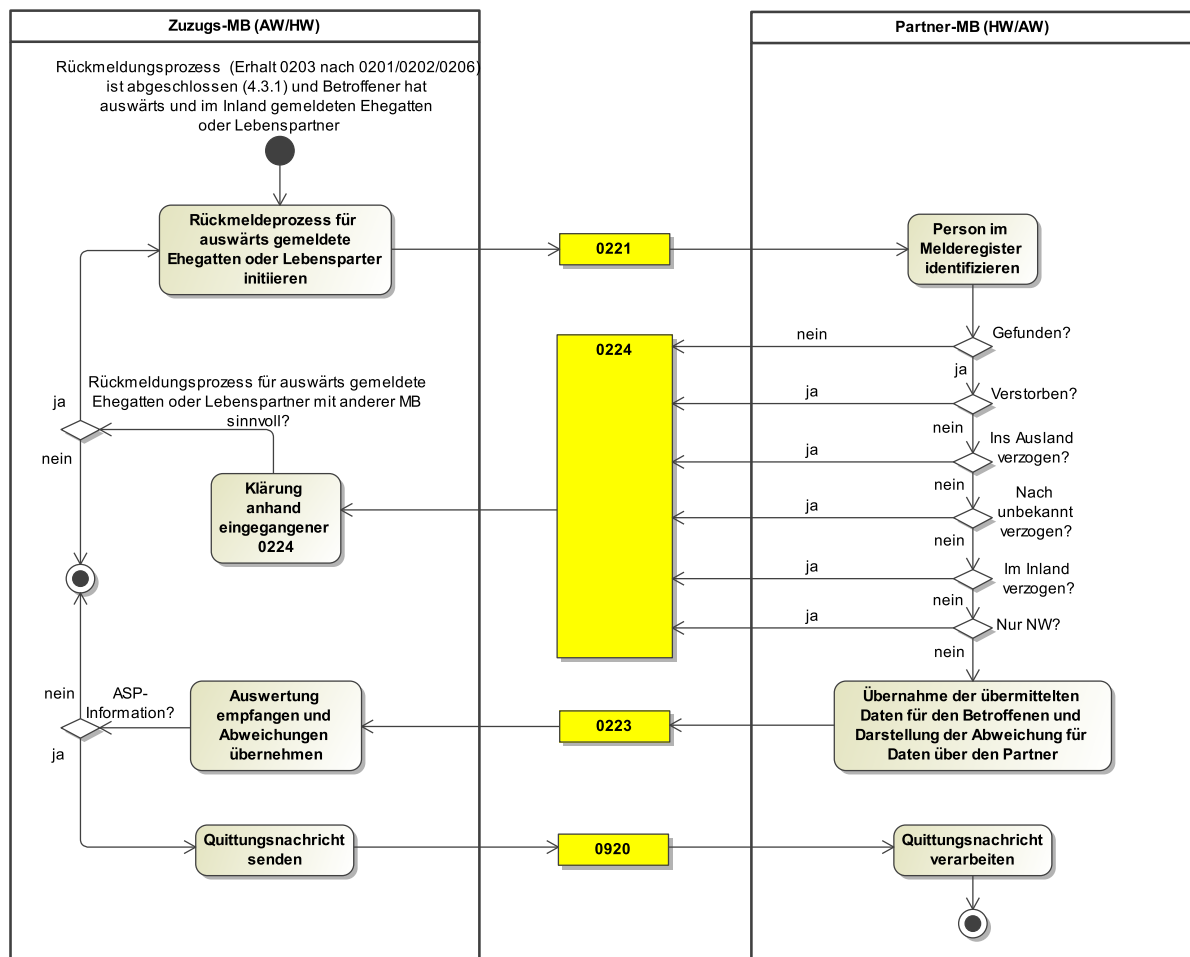 Zuzugs-MB (AW/HW)
Partner-MB (HW/AW)
Rückmeldungsprozess (Erhalt 0203 nach 0201/0202/0206)
ist abgeschlossen (4.3.1) und Betroffener hat
auswärts und im Inland gemeldeten Ehegatten
oder Lebenspartner
Rückmeldeprozess für
auswärts gemeldete
Ehegatten oder Lebensparter
initiieren
0221
Person im
Melderegister
identifizieren
Gefunden?
nein
ja
0224
Verstorben?
ja
nein
Ins Ausland
verzogen?
ja
nein
Nach
unbekannt
verzogen?
ja
nein
Im Inland
verzogen?
ja
nein
Nur NW?
ja
nein
Rückmeldungsprozess für auswärts gemeldete
Ehegatten oder Lebenspartner mit anderer MB
sinnvoll?
ja
nein
Klärung
anhand
eingegangener
0224
Übernahme der übermittelten
Daten für den Betroffenen und
Darstellung der Abweichung für
Daten über den Partner
0223
Auswertung
empfangen und
Abweichungen
übernehmen
ASP-
Information?
nein
ja
Quittungsnachricht
senden
0920
Quittungsnachricht
verarbeiten